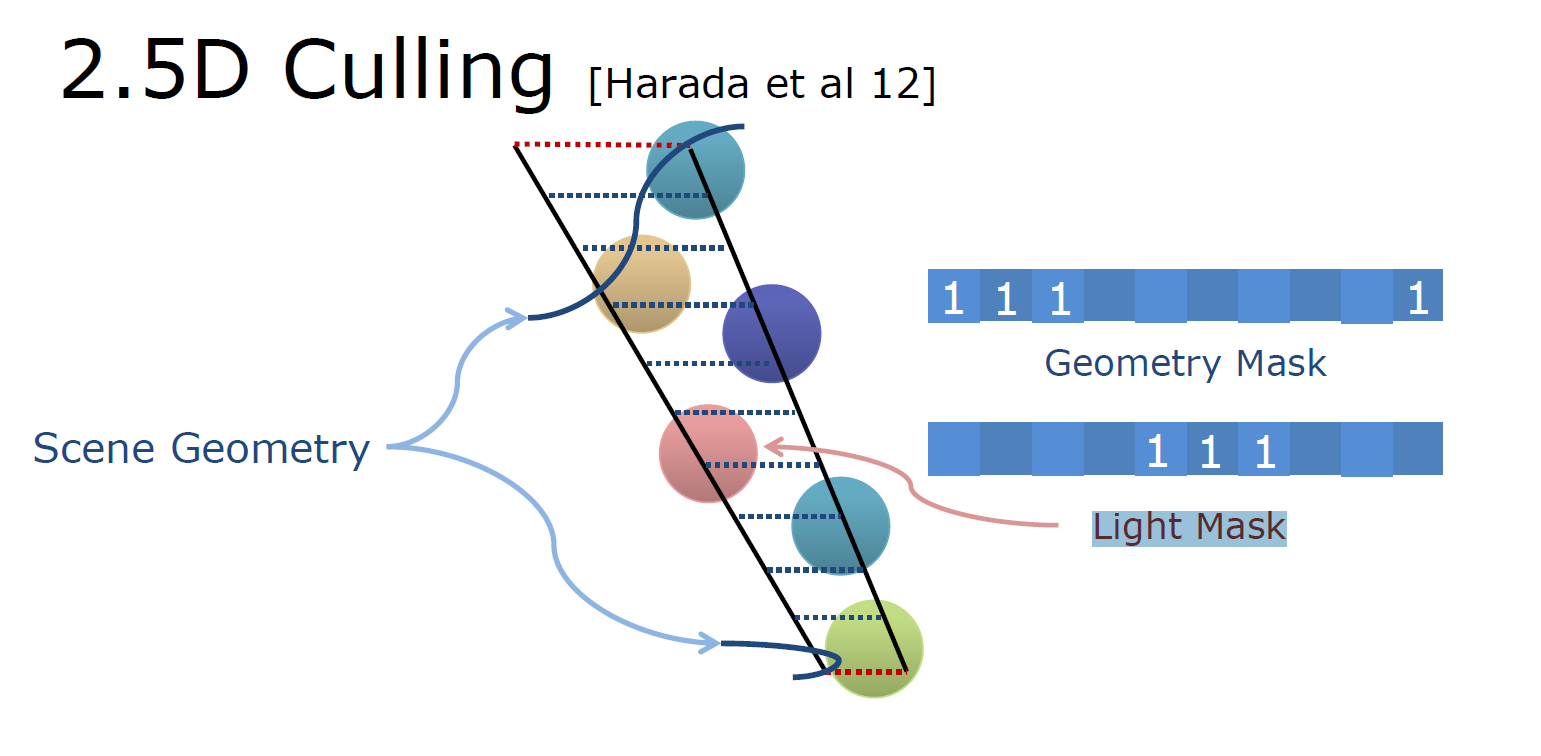 2.5D Culling [Harada et al 12]
1 1 1 1
Geometry Mask
Scene Geometry
1 1 1
Light Mask